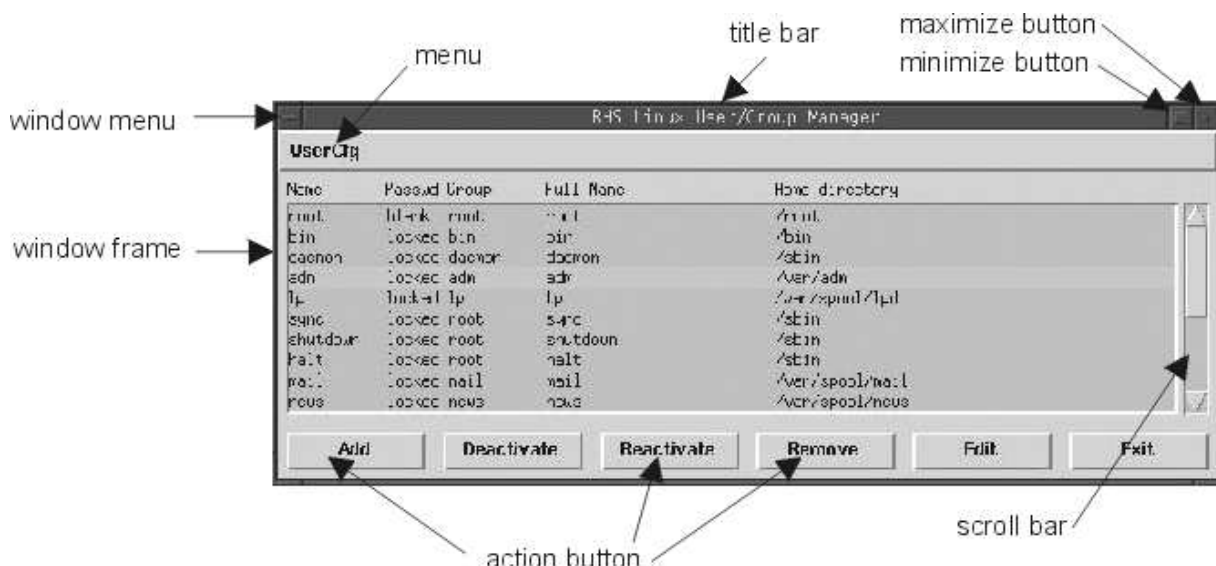 title bar
maximize button
minimize button
menu
window menu
RHS Linux User/Group Manager
UserCfg
window frame
Name Passwd Group Full Name Home directory
root blank root root /root
bin locked bin bin /bin
daemon locked daemon daemon /sbin
adm locked adm adm /var/adm
lp locked lp lp /var/spool/lpd
sync locked root sync /sbin
shutdown locked root shutdown /sbin
halt locked root halt /sbin
mail locked mail mail /var/spool/mail
news locked news news /var/spool/news
Add Deactivate Reactivate Remove Edit Exit
scroll bar
action button